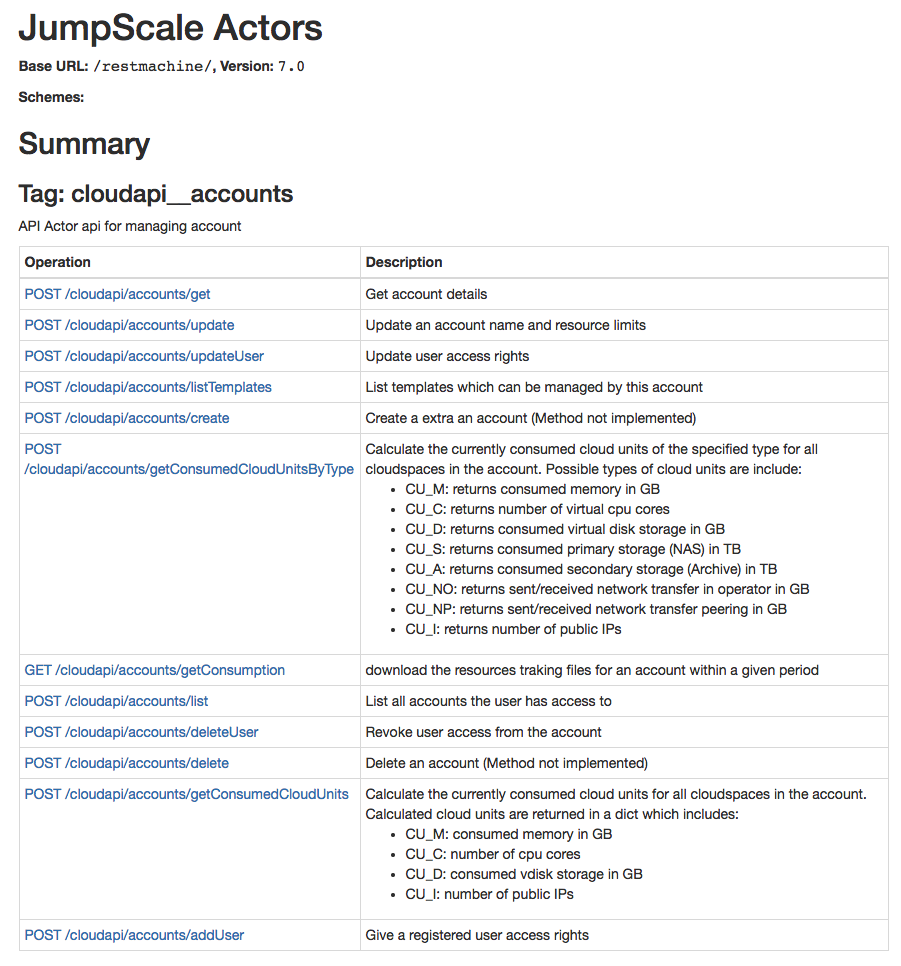 JumpScale Actors
Base URL: /restmachine/, Version: 7.0
Schemes:
Summary
Tag: cloudapi__accounts
API Actor api for managing account
Operation Description
POST /cloudapi/accounts/get Get account details
POST /cloudapi/accounts/update Update an account name and resource limits
POST /cloudapi/accounts/updateUser Update user access rights
POST /cloudapi/accounts/listTemplates List templates which can be managed by this account
POST /cloudapi/accounts/create Create a extra an account (Method not implemented)
POST Calculate the currently consumed cloud units of the specified type for all
/cloudapi/accounts/getConsumedCloudUnitsByType cloudspaces in the account. Possible types of cloud units are include:
• CU_M: returns consumed memory in GB
• CU_C: returns number of virtual cpu cores
• CU_D: returns consumed virtual disk storage in GB
• CU_S: returns consumed primary storage (NAS) in TB
• CU_A: returns consumed secondary storage (Archive) in TB
• CU_NO: returns sent/received network transfer in operator in GB
• CU_NP: returns sent/received network transfer peering in GB
• CU_I: returns number of public IPs
GET /cloudapi/accounts/getConsumption download the resources traking files for an account within a given period
POST /cloudapi/accounts/list List all accounts the user has access to
POST /cloudapi/accounts/deleteUser Revoke user access from the account
POST /cloudapi/accounts/delete Delete an account (Method not implemented)
POST /cloudapi/accounts/getConsumedCloudUnits Calculate the currently consumed cloud units for all cloudspaces in the account.
Calculated cloud units are returned in a dict which includes:
• CU_M: consumed memory in GB
• CU_C: number of cpu cores
• CU_D: consumed vdisk storage in GB
• CU_I: number of public IPs
POST /cloudapi/accounts/addUser Give a registered user access rights